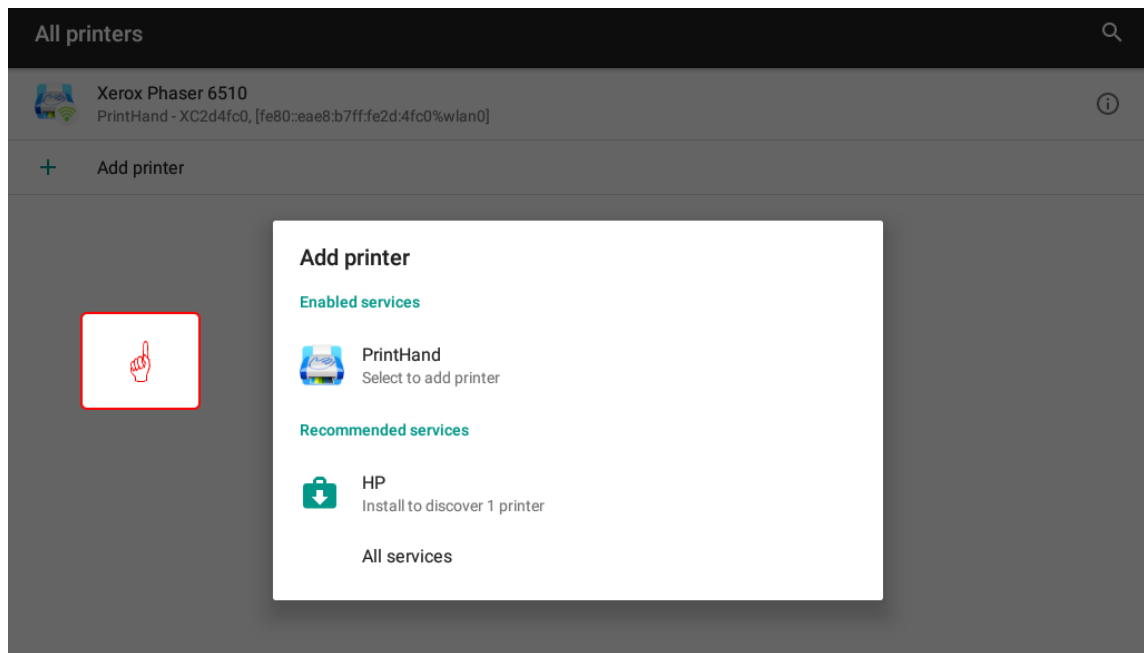 All printers
Xerox Phaser 6510
PrintHand - XC2d4fc0, [fe80::eae8:b7ff:fe2d:4fc0%wlan0]
Add printer
Add printer
Enabled services
PrintHand
Select to add printer
Recommended services
HP
Install to discover 1 printer
All services